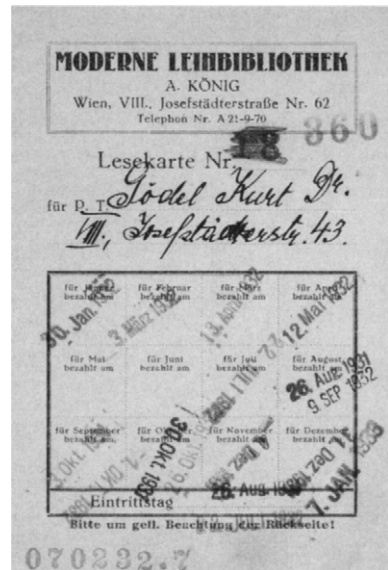 MODERNE LEIHBIBLIOTHEK
A. KÖNIG
Wien, VIII., Josefstädterstraße Nr. 62
Telephon Nr. A 21-9-70
360
Lesekarte Nr.
für P. T. Gödel Kurt Dr.
VIII., Josefstädterstr. 43.
für Jänner bezahlt am für Februar bezahlt am für März bezahlt am für April bezahlt am
30. Jan. 3. März 1932 13. April 1932 12. Mai 1932
für Mai bezahlt am für Juni bezahlt am für Juli bezahlt am für August bezahlt am
26. Aug. 1931
9. SEP 1932
für September bezahlt am für Oktober bezahlt am für November bezahlt am für Dezember bezahlt am
30. Okt. 1931
7. JAN. 1933
Eintrittstag
26. Aug.
Bitte um gefl. Beachtung der Rückseite!
070232.7